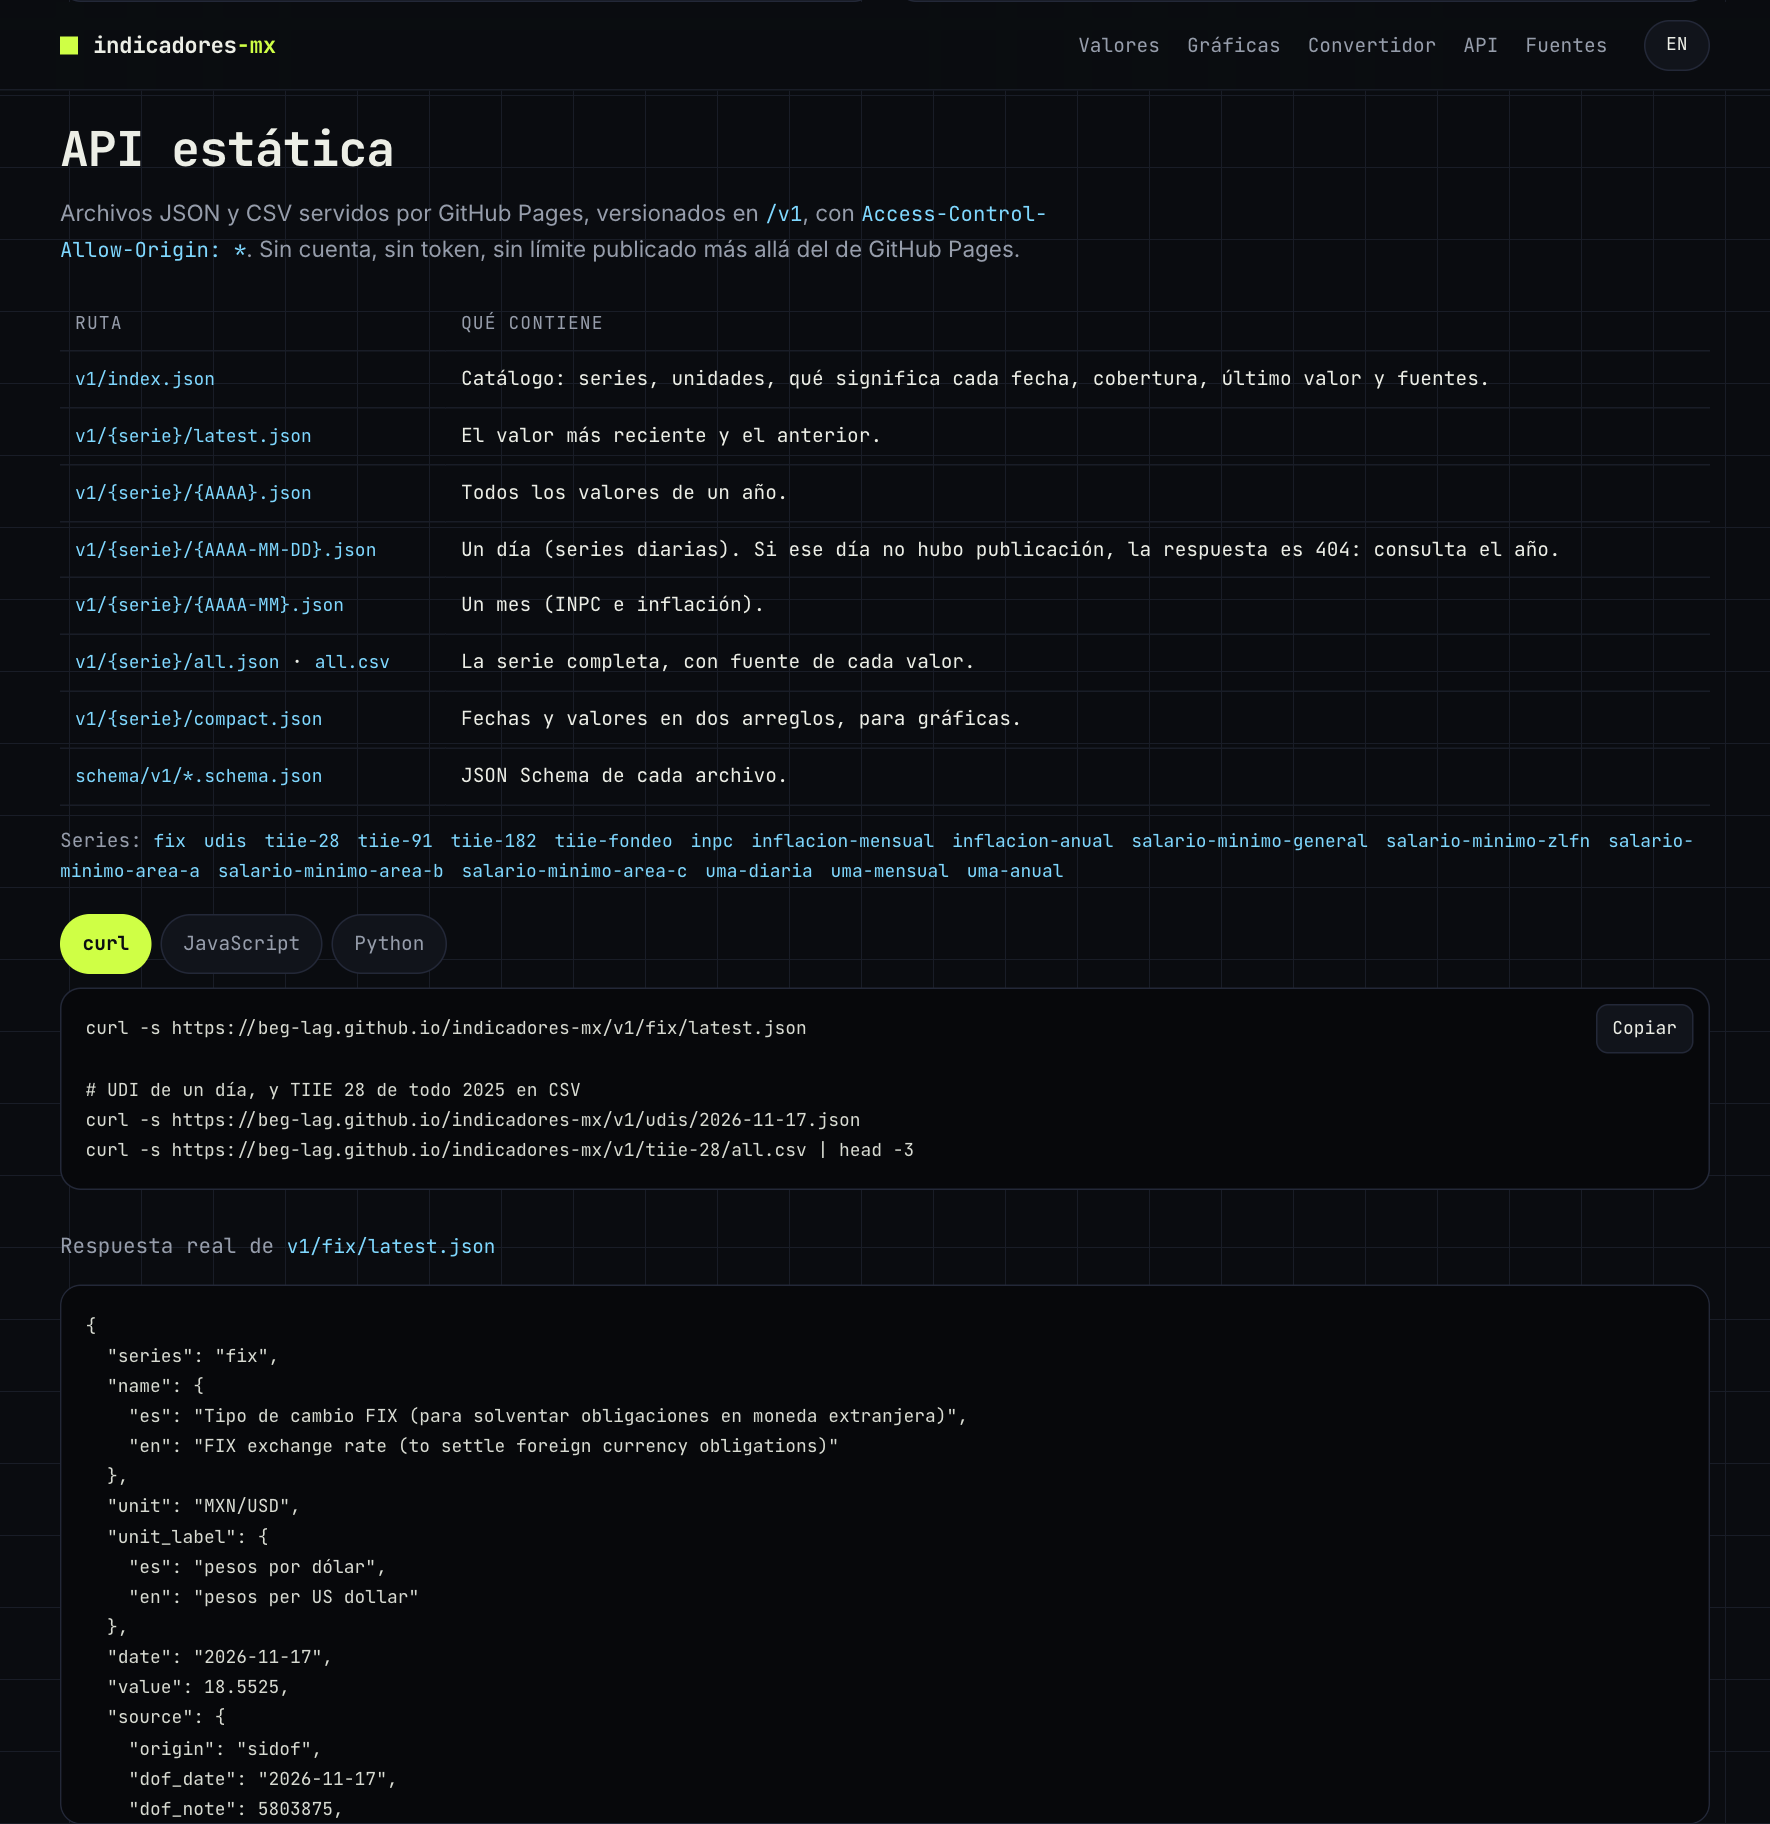 indicadores-mx
Valores Gráficas Convertidor API Fuentes EN
API estática
Archivos JSON y CSV servidos por GitHub Pages, versionados en /v1, con Access-Control-
Allow-Origin: *. Sin cuenta, sin token, sin límite publicado más allá del de GitHub Pages.
RUTA QUÉ CONTIENE
v1/index.json Catálogo: series, unidades, qué significa cada fecha, cobertura, último valor y fuentes.
v1/{serie}/latest.json El valor más reciente y el anterior.
v1/{serie}/{AAAA}.json Todos los valores de un año.
v1/{serie}/{AAAA-MM-DD}.json Un día (series diarias). Si ese día no hubo publicación, la respuesta es 404: consulta el año.
v1/{serie}/{AAAA-MM}.json Un mes (INPC e inflación).
v1/{serie}/all.json · all.csv La serie completa, con fuente de cada valor.
v1/{serie}/compact.json Fechas y valores en dos arreglos, para gráficas.
schema/v1/*.schema.json JSON Schema de cada archivo.
Series: fix udis tiie-28 tiie-91 tiie-182 tiie-fondeo inpc inflacion-mensual inflacion-anual salario-minimo-general salario-minimo-zlfn salario-
minimo-area-a salario-minimo-area-b salario-minimo-area-c uma-diaria uma-mensual uma-anual
curl JavaScript Python
curl -s https://beg-lag.github.io/indicadores-mx/v1/fix/latest.json
Copiar
# UDI de un día, y TIIE 28 de todo 2025 en CSV
curl -s https://beg-lag.github.io/indicadores-mx/v1/udis/2026-11-17.json
curl -s https://beg-lag.github.io/indicadores-mx/v1/tiie-28/all.csv | head -3
Respuesta real de v1/fix/latest.json
{
"series": "fix",
"name": {
"es": "Tipo de cambio FIX (para solventar obligaciones en moneda extranjera)",
"en": "FIX exchange rate (to settle foreign currency obligations)"
},
"unit": "MXN/USD",
"unit_label": {
"es": "pesos por dólar",
"en": "pesos per US dollar"
},
"date": "2026-11-17",
"value": 18.5525,
"source": {
"origin": "sidof",
"dof_date": "2026-11-17",
"dof_note": 5803875,